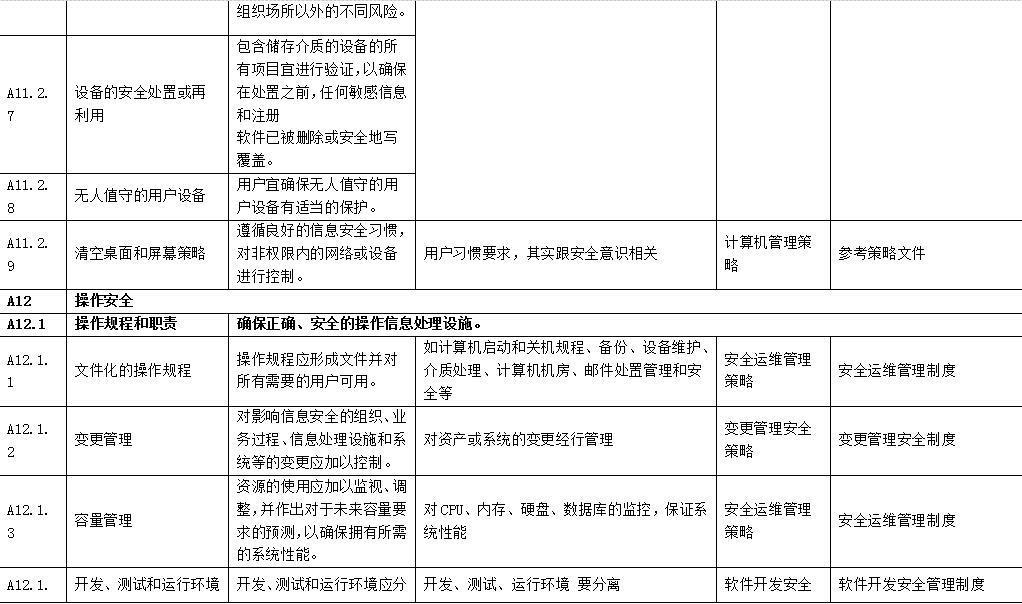 组织场所以外的不同风险。
A11.2.
7
设备的安全处置或再
利用
包含储存介质的设备的所
有项目宜进行验证,以确保
在处置之前,任何敏感信息
和注册
软件已被删除或安全地写
覆盖。
A11.2.
8
无人值守的用户设备
用户宜确保无人值守的用
户设备有适当的保护。
A11.2.
9
清空桌面和屏幕策略
遵循良好的信息安全习惯,
对非权限内的网络或设备
进行控制。
用户习惯要求，其实跟安全意识相关
计算机管理策
略
参考策略文件
A12
操作安全
A12.1
操作规程和职责
确保正确、安全的操作信息处理设施。
A12.1.
1
文件化的操作规程
操作规程应形成文件并对
所有需要的用户可用。
如计算机启动和关机规程、备份、设备维护、
介质处理、计算机机房、邮件处置管理和安
全等
安全运维管理
策略
安全运维管理制度
A12.1.
2
变更管理
对影响信息安全的组织、业
务过程、信息处理设施和系
统等的变更应加以控制。
对资产或系统的变更经行管理
变更管理安全
策略
变更管理安全制度
A12.1.
3
容量管理
资源的使用应加以监视、调
整,并作出对于未来容量要
求的预测,以确保拥有所需
的系统性能。
对CPU、内存、硬盘、数据库的监控，保证系
统性能
安全运维管理
策略
安全运维管理制度
A12.1.
开发、测试和运行环境
开发、测试和运行环境应分
开发、测试、运行环境 要分离
软件开发安全
软件开发安全管理制度